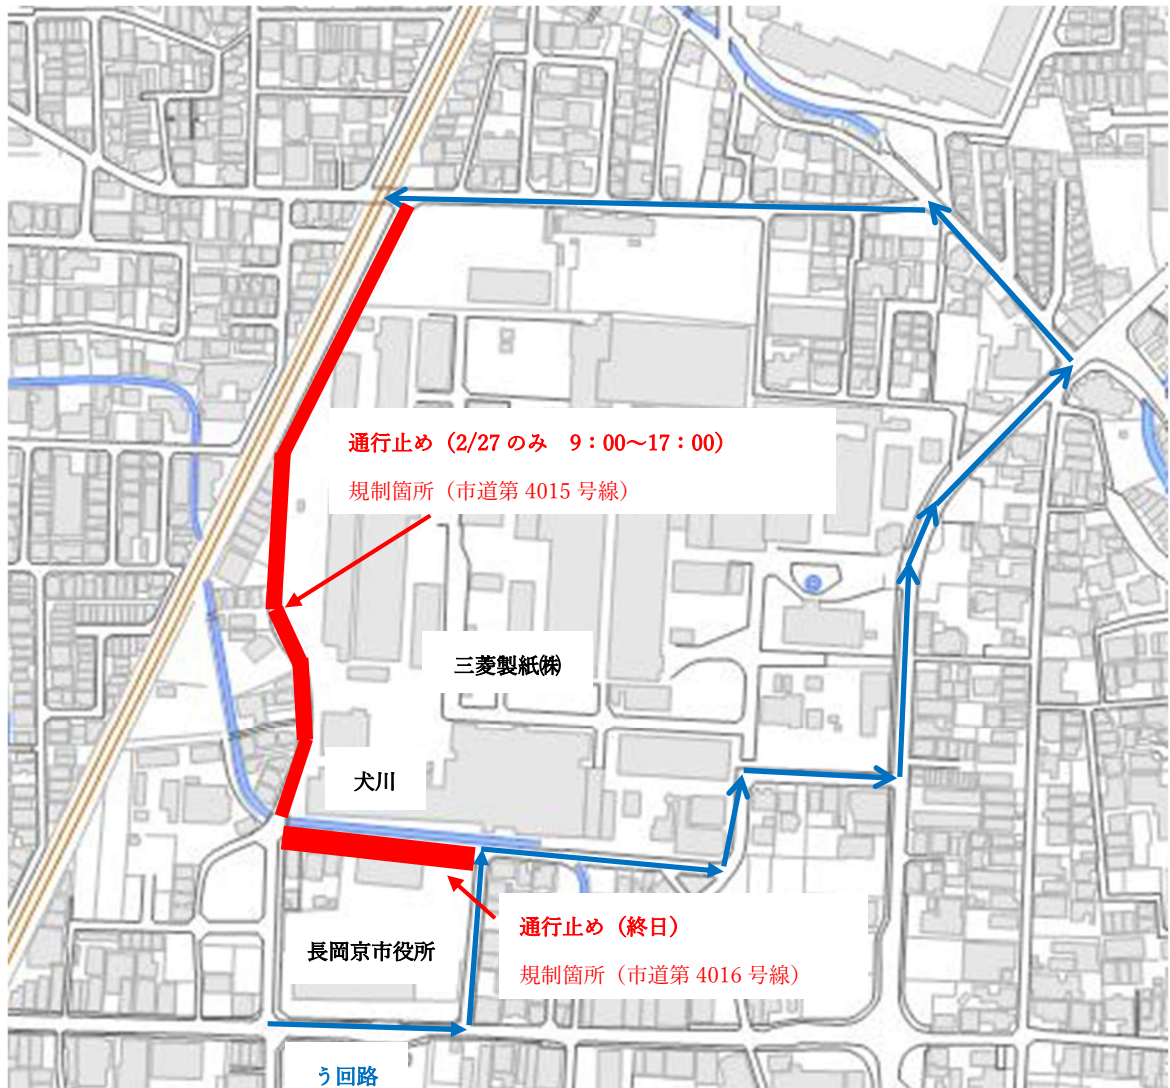 通行止め（2/27 のみ　9：00～17：00）
規制箇所（市道第 4015 号線）
三菱製紙㈱
犬川
通行止め（終日）
規制箇所（市道第 4016 号線）
長岡京市役所
う回路